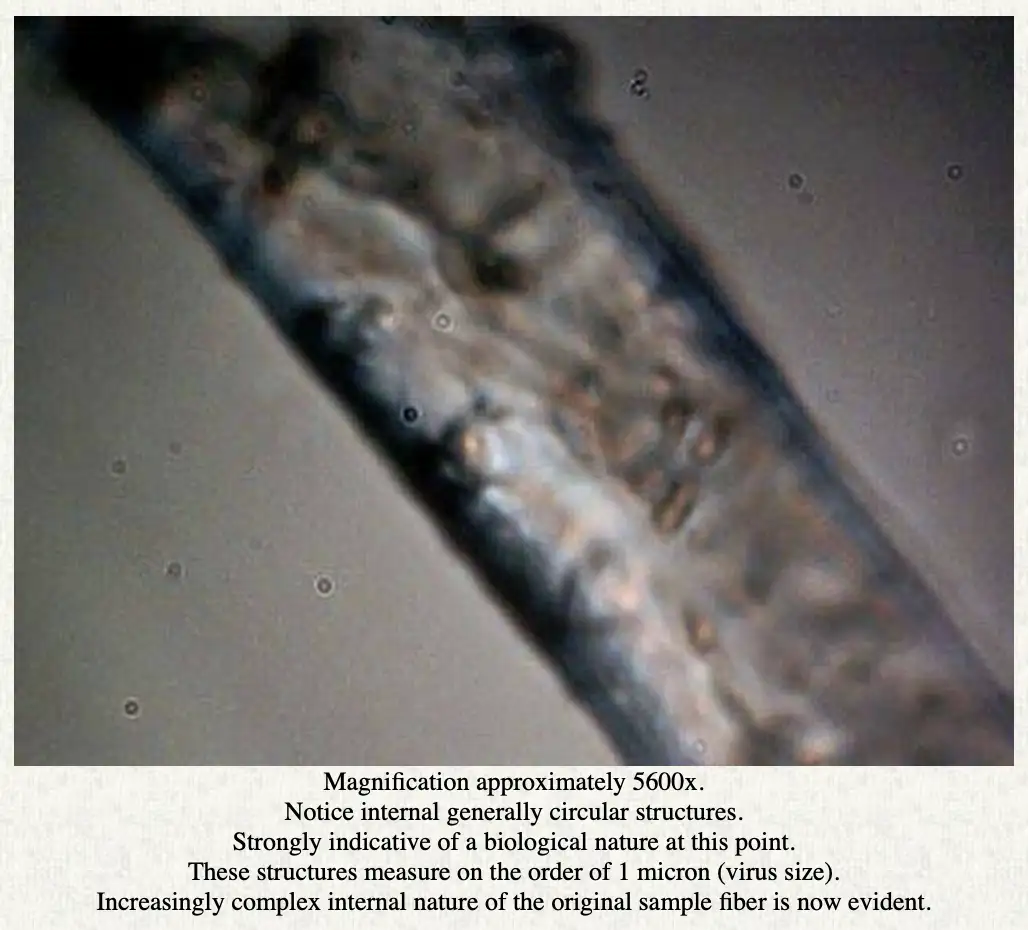 Magnification approximately 5600x.
Notice internal generally circular structures.
Strongly indicative of a biological nature at this point.
These structures measure on the order of 1 micron (virus size).
Increasingly complex internal nature of the original sample fiber is now evident.